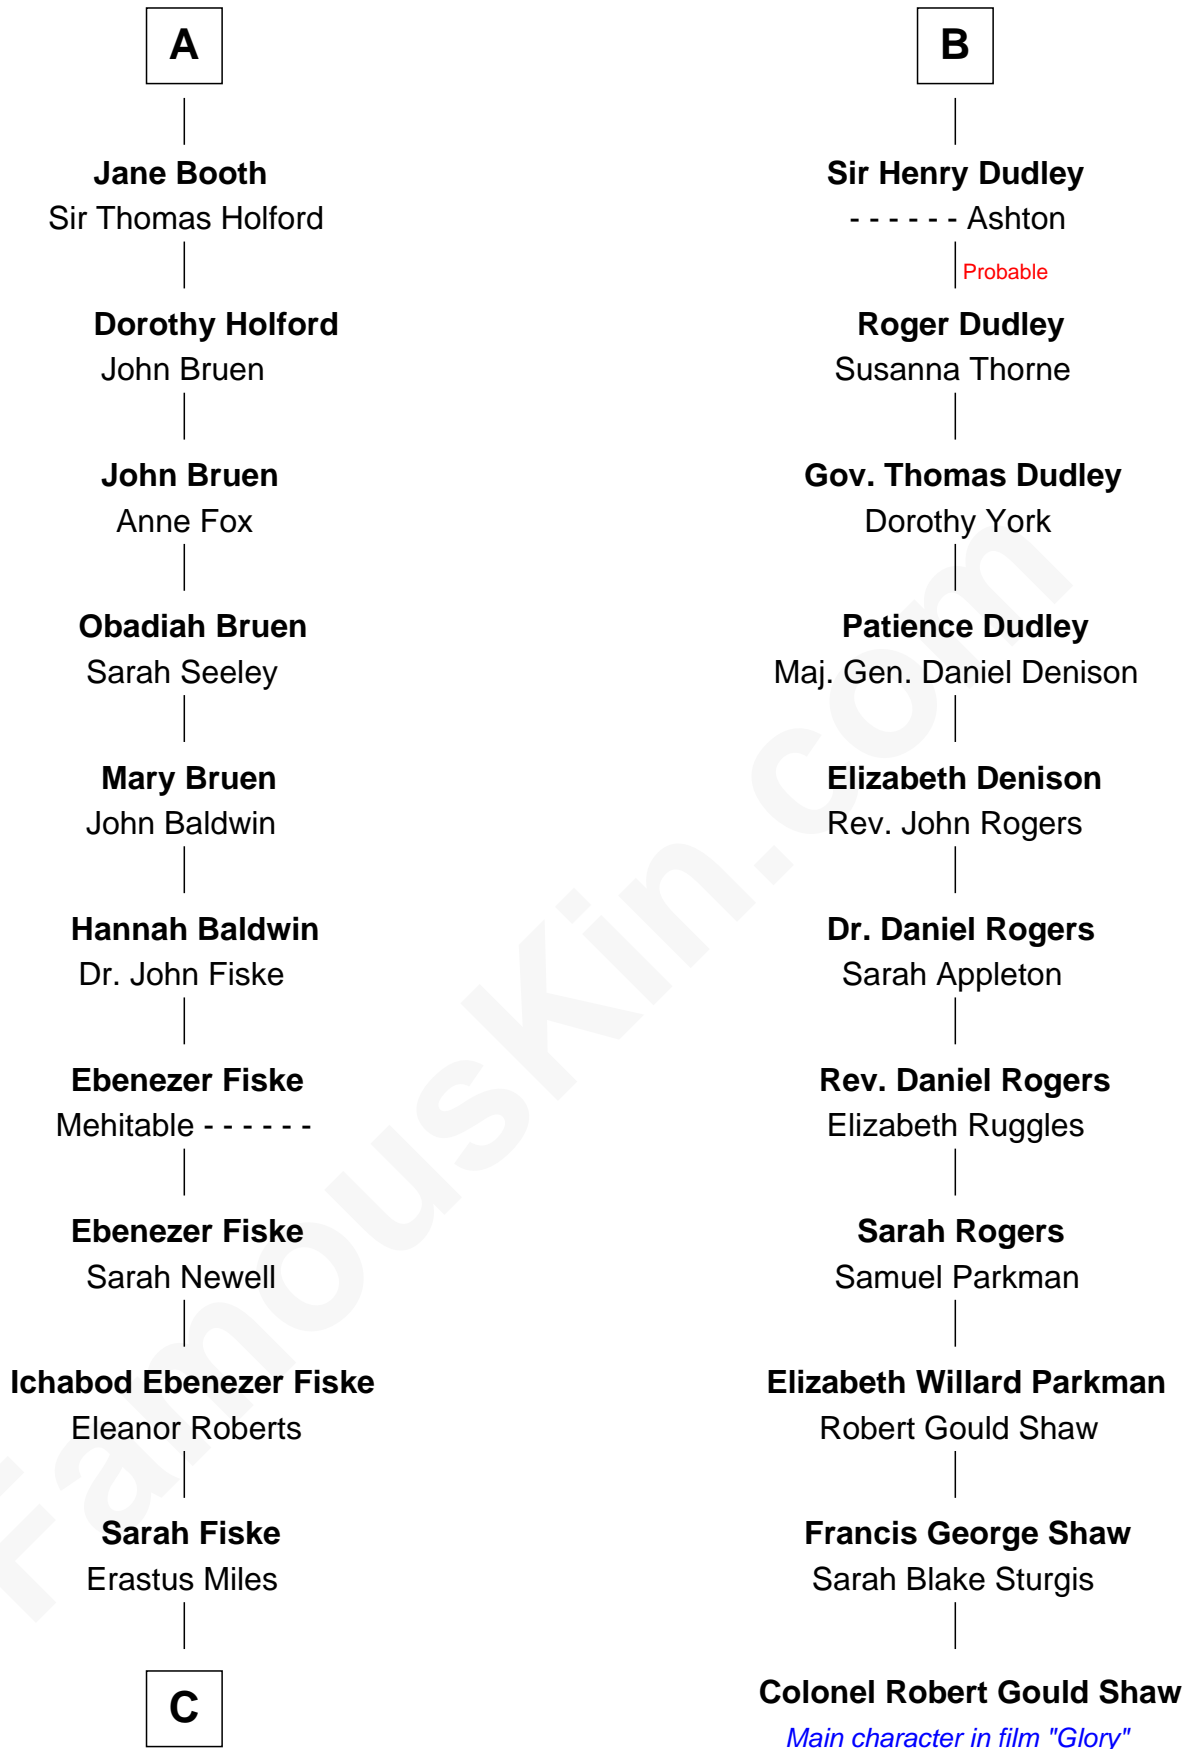 A
Jane Booth
Sir Thomas Holford
Dorothy Holford
John Bruen
John Bruen
Anne Fox
Obadiah Bruen
Sarah Seeley
Mary Bruen
John Baldwin
Hannah Baldwin
Dr. John Fiske
Ebenezer Fiske
Mehitable - - - - - -
Ebenezer Fiske
Sarah Newell
Ichabod Ebenezer Fiske
Eleanor Roberts
Sarah Fiske
Erastus Miles
C
B
Sir Henry Dudley
- - - - - - Ashton
Probable
Roger Dudley
Susanna Thorne
Gov. Thomas Dudley
Dorothy York
Patience Dudley
Maj. Gen. Daniel Denison
Elizabeth Denison
Rev. John Rogers
Dr. Daniel Rogers
Sarah Appleton
Rev. Daniel Rogers
Elizabeth Ruggles
Sarah Rogers
Samuel Parkman
Elizabeth Willard Parkman
Robert Gould Shaw
Francis George Shaw
Sarah Blake Sturgis
Colonel Robert Gould Shaw
Main character in film "Glory"
FamousKin.com